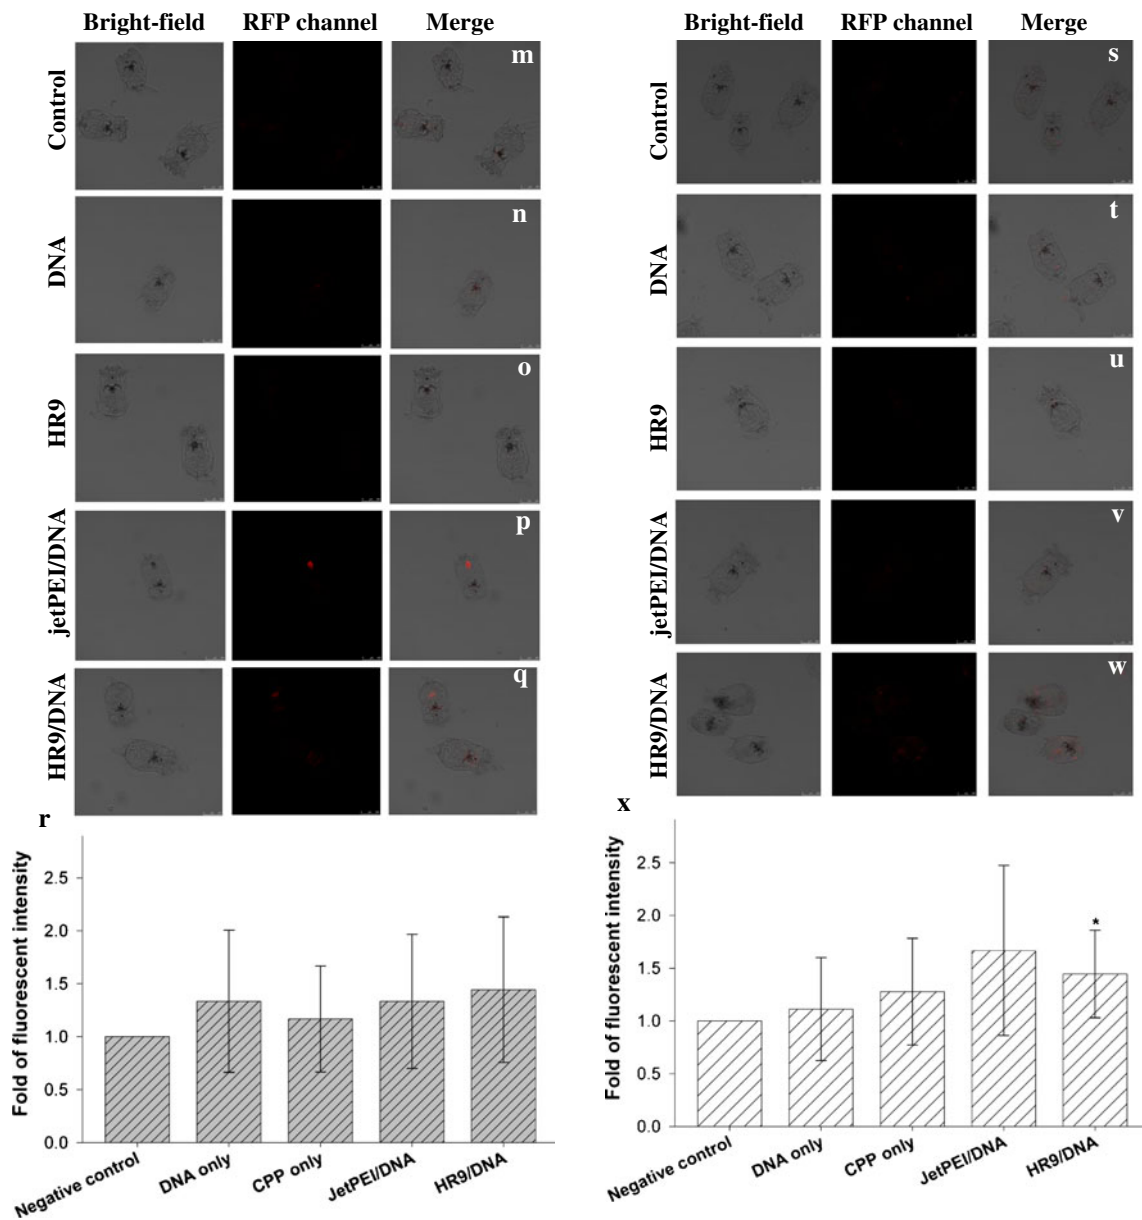 Bright-field RFP channel Merge
Control m
DNA n
HR9 o
jetPEI/DNA p
HR9/DNA q
r
Fold of fluorescent intensity
2.5
2.0
1.5
1.0
0.5
0.0
Negative control
DNA only
CPP only
JetPEI/DNA
HR9/DNA
Bright-field RFP channel Merge
Control s
DNA t
HR9 u
jetPEI/DNA v
HR9/DNA w
x
Fold of fluorescent intensity
2.5
2.0
1.5
1.0
0.5
0.0
*
Negative control
DNA only
CPP only
JetPEI/DNA
HR9/DNA